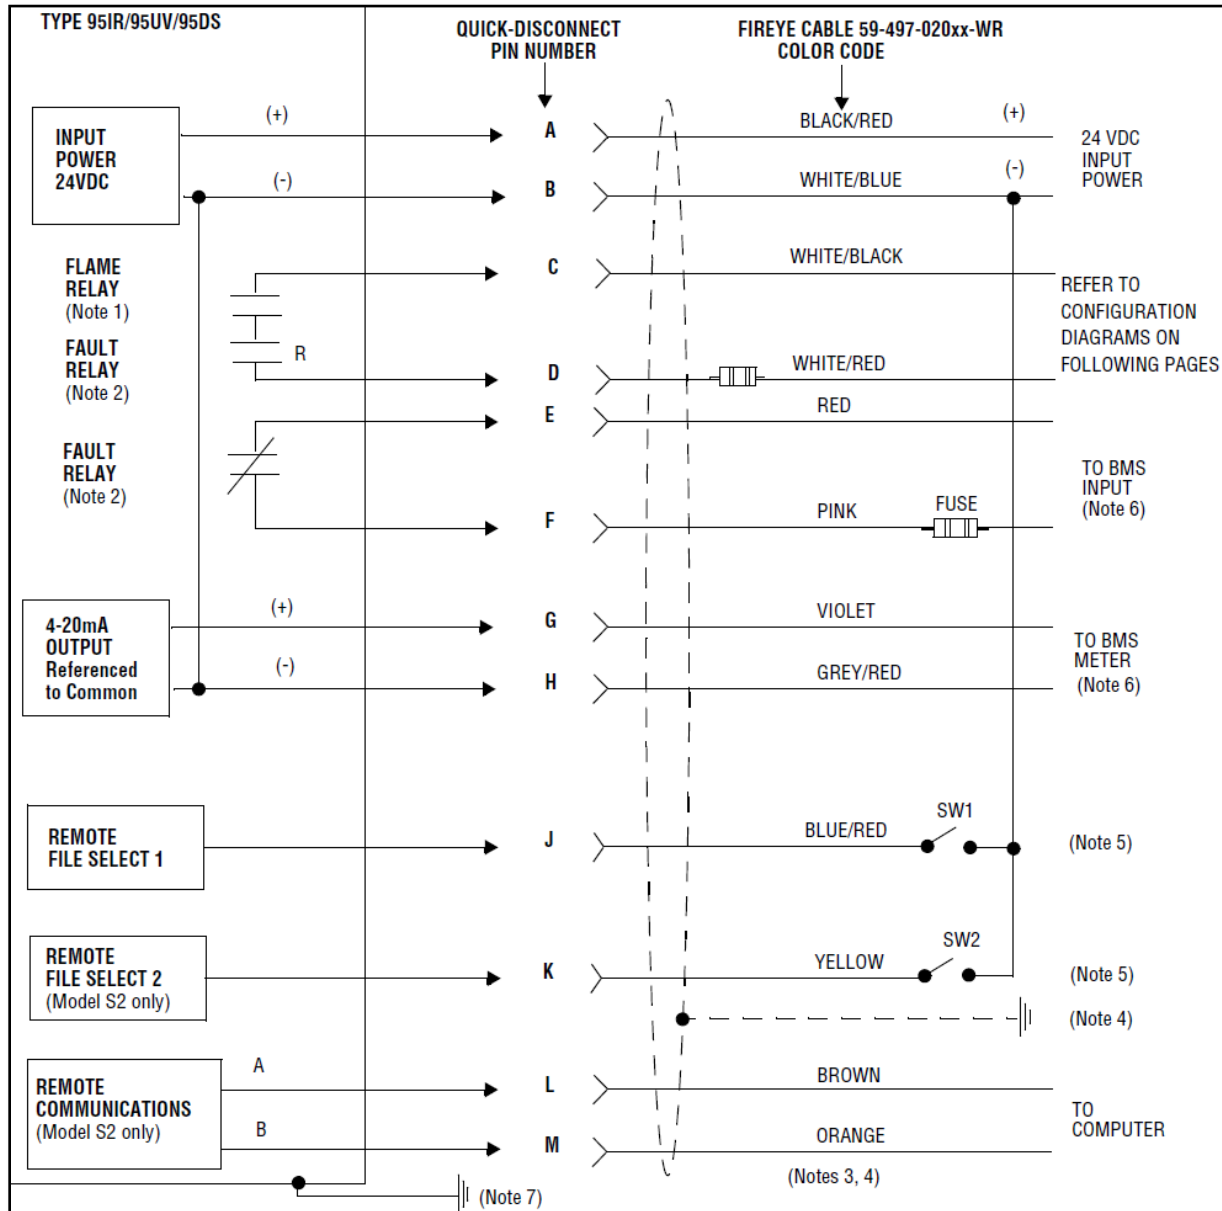 TYPE 95IR/95UV/95DS
QUICK-DISCONNECT
PIN NUMBER
FIREYE CABLE 59-497-020xx-WR
COLOR CODE
INPUT
POWER
24VDC
(+)
A
BLACK/RED
(+)
24 VDC
INPUT
POWER
(-)
B
WHITE/BLUE
(-)
FLAME
RELAY
(Note 1)
C
WHITE/BLACK
REFER TO
CONFIGURATION
DIAGRAMS ON
FOLLOWING PAGES
FAULT
RELAY
(Note 2)
R
D
WHITE/RED
E
RED
FAULT
RELAY
(Note 2)
F
PINK
FUSE
TO BMS
INPUT
(Note 6)
4-20mA
OUTPUT
Referenced
to Common
(+)
G
VIOLET
TO BMS
METER
(Note 6)
(-)
H
GREY/RED
REMOTE
FILE SELECT 1
J
BLUE/RED
SW1
(Note 5)
REMOTE
FILE SELECT 2
(Model S2 only)
K
YELLOW
SW2
(Note 5)
(Note 4)
REMOTE
COMMUNICATIONS
(Model S2 only)
A
L
BROWN
TO
COMPUTER
B
M
ORANGE
(Notes 3, 4)
(Note 7)